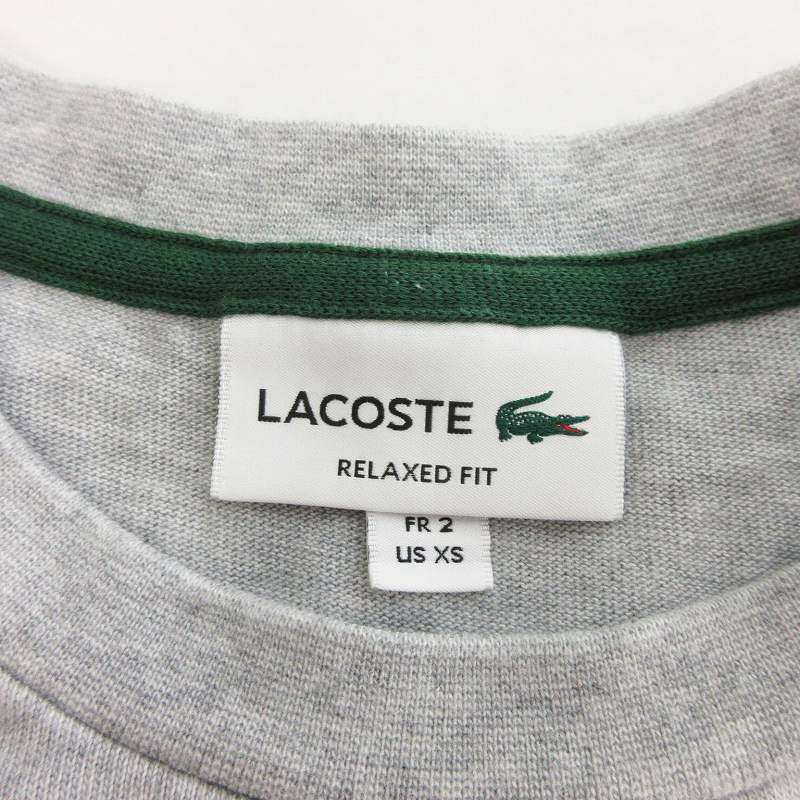 LACOSTE
RELAXED FIT
FR 2
US XS